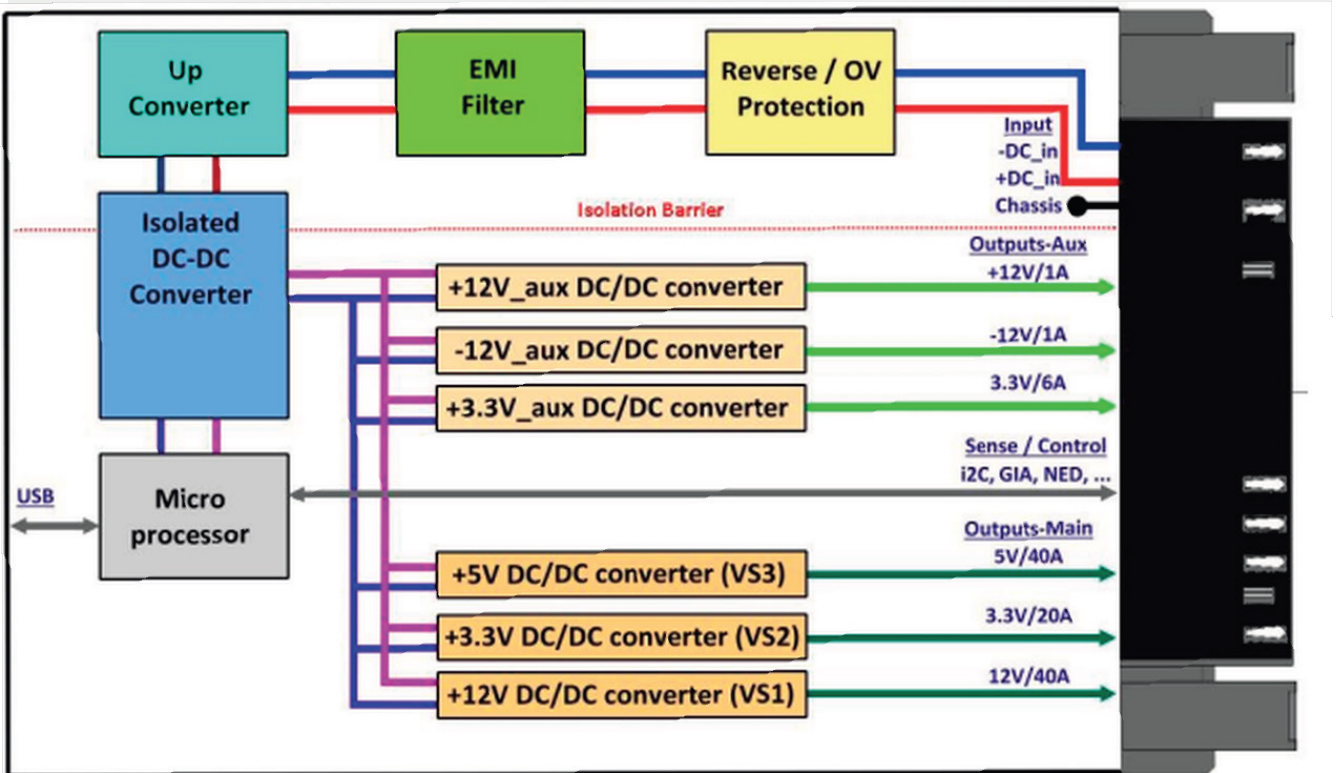 Up
Converter
EMI
Filter
Reverse / OV
Protection
Input
-DC_in
+DC_in
Chassis
Isolation Barrier
Isolated
DC-DC
Converter
Outputs-Aux
+12V/1A
+12V_aux DC/DC converter
-12V/1A
-12V_aux DC/DC converter
3.3V/6A
+3.3V_aux DC/DC converter
Sense / Control
i2C, GIA, NED, ...
USB
Micro
processor
Outputs-Main
5V/40A
+5V DC/DC converter (VS3)
3.3V/20A
+3.3V DC/DC converter (VS2)
12V/40A
+12V DC/DC converter (VS1)